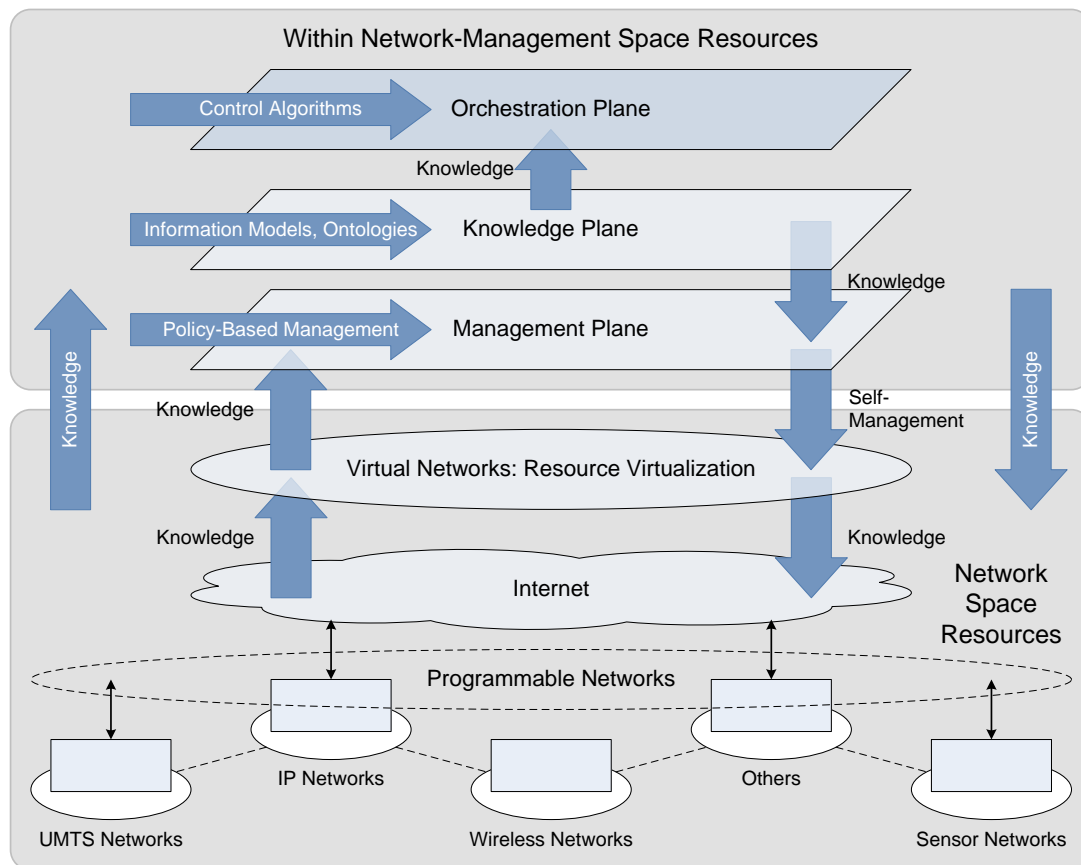 Within Network-Management Space Resources
Control Algorithms
Orchestration Plane
Knowledge
Information Models, Ontologies
Knowledge Plane
Knowledge
Policy-Based Management
Management Plane
Knowledge
Knowledge
Knowledge
Self-
Management
Virtual Networks: Resource Virtualization
Knowledge
Knowledge
Internet
Network
Space
Resources
Programmable Networks
IP Networks
Others
UMTS Networks
Wireless Networks
Sensor Networks